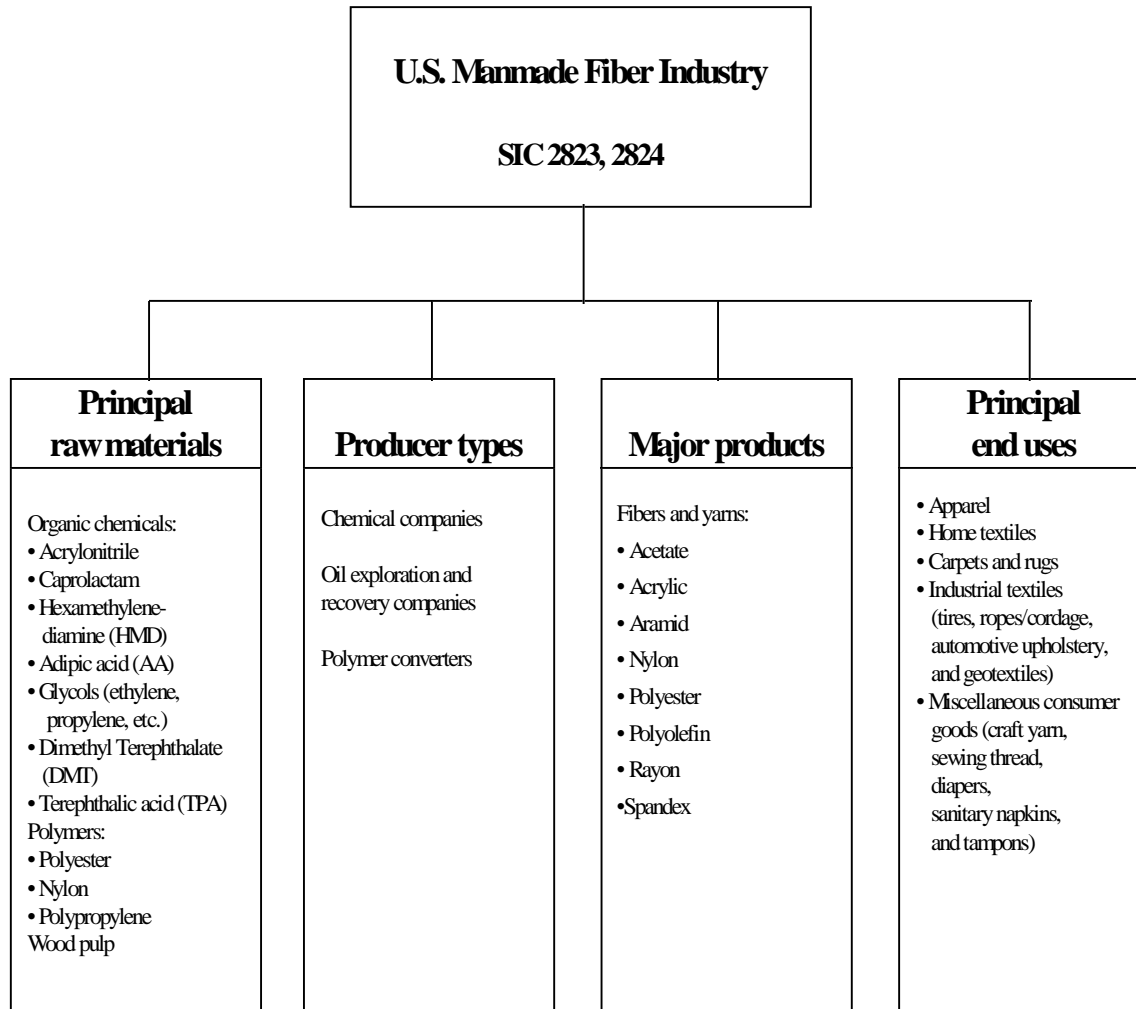 U.S. Manmade Fiber Industry
SIC 2823, 2824
Principal
raw materials
Organic chemicals:
• Acrylonitrile
• Caprolactam
• Hexamethylene-
diamine (HMD)
• Adipic acid (AA)
• Glycols (ethylene,
propylene, etc.)
• Dimethyl Terephthalate
(DMT)
• Terephthalic acid (TPA)
Polymers:
• Polyester
• Nylon
• Polypropylene
Wood pulp
Producer types
Chemical companies
Oil exploration and
recovery companies
Polymer converters
Major products
Fibers and yarns:
• Acetate
• Acrylic
• Aramid
• Nylon
• Polyester
• Polyolefin
• Rayon
•Spandex
Principal
end uses
• Apparel
• Home textiles
• Carpets and rugs
• Industrial textiles
(tires, ropes/cordage,
automotive upholstery,
and geotextiles)
• Miscellaneous consumer
goods (craft yarn,
sewing thread,
diapers,
sanitary napkins,
and tampons)